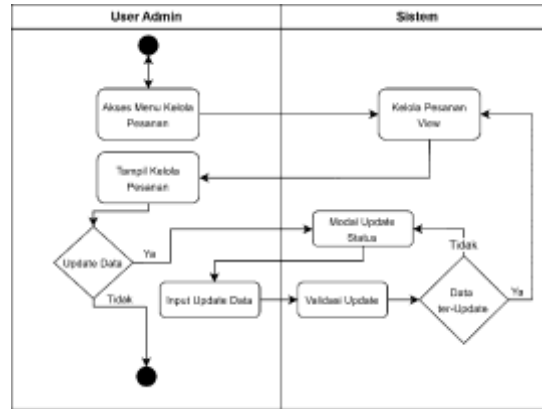 User Admin
Sistem
Akses Menu Kelola
Pesanan
Kelola Pesanan
View
Tampil Kelola
Pesanan
Modal Update
Status
Update Data
Ya
Tidak
Input Update Data
Validasi Update
Data
ter-Update
Tidak
Ya